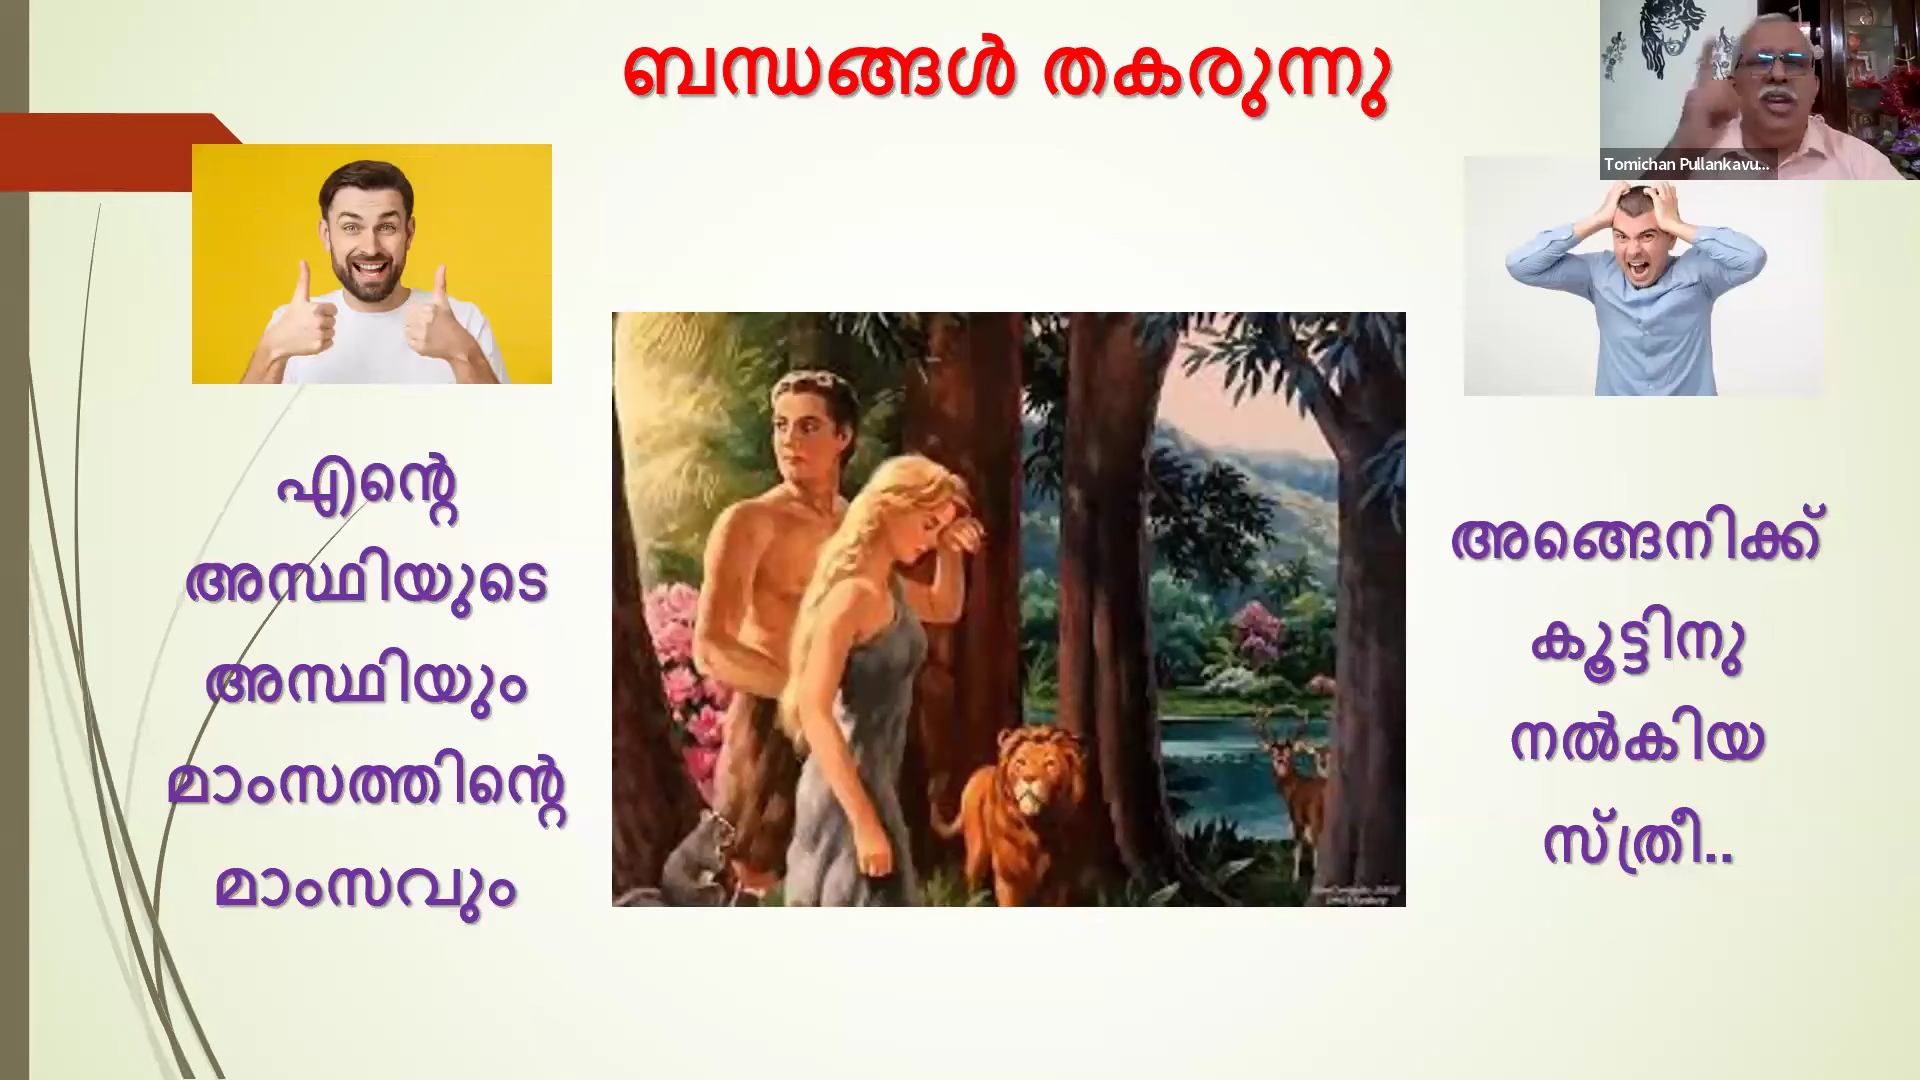 ബന്ധങ്ങൾ തകരുന്നു
Tomichan Pullankavu...
എന്റെ
അസ്ഥിയുടെ
അസ്ഥിയും
മാംസത്തിന്റെ
മാംസവും
അങ്ങെനിക്ക്
കൂട്ടിനു
നൽകിയ
സ്ത്രീ..